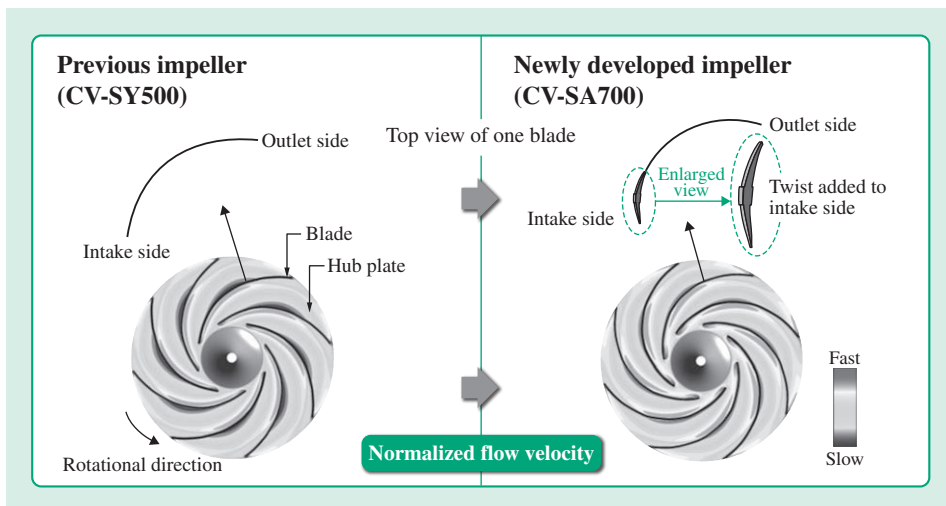 Previous impeller
(CV-SY500)
Newly developed impeller
(CV-SA700)
Outlet side
Top view of one blade
Intake side
Blade
Hub plate
Rotational direction
Outlet side
Enlarged
view
Twist added to
intake side
Intake side
Fast
Slow
Normalized flow velocity